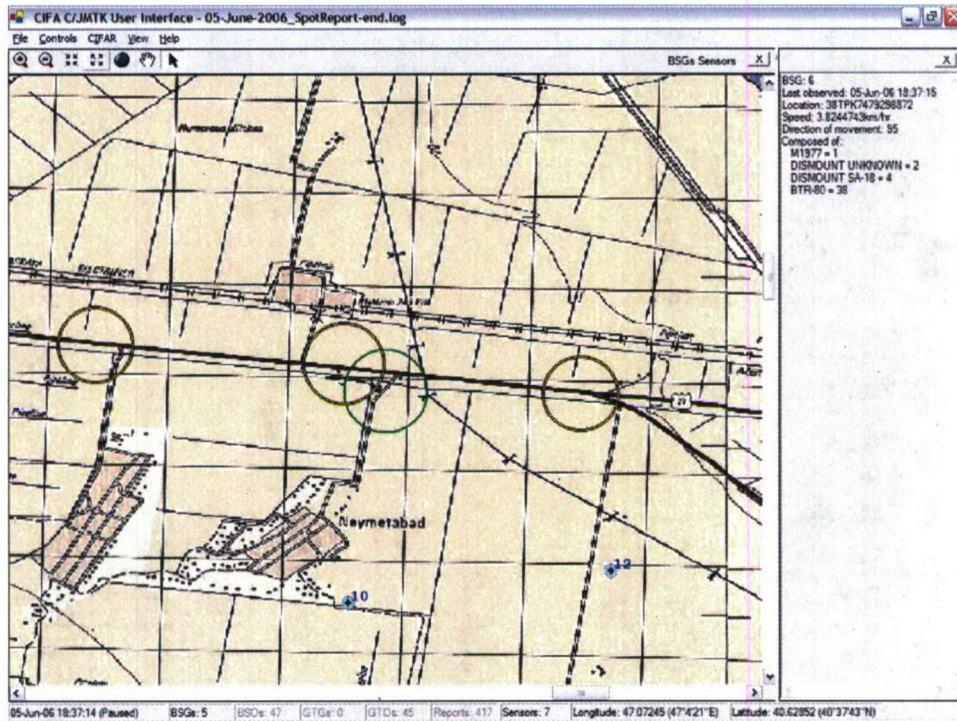 CIFA C/JMTK User Interface - 05-June-2006_SpotReport-end.log
File Controls CIFAR View Help
BSGs Sensors X
X
BSG: 6
Last observed: 05-Jun-06 18:37:15
Location: 38TPK7479298872
Speed: 3.8244743km/hr
Direction of movement: 95
Composed of:
M1977 = 1
DISMOUNT UNKNOWN = 2
DISMOUNT SA-18 = 4
BTR-80 = 38
Numerous ditches
Neymetabad
12
10
05-Jun-06 18:37:14 (Paused) BSGs: 5 BSOs: 47 GTGs: 0 GTOs: 45 Reports: 417 Sensors: 7 Longitude: 47.07245 (47°4'21"E) Latitude: 40.62852 (40°37'43"N)